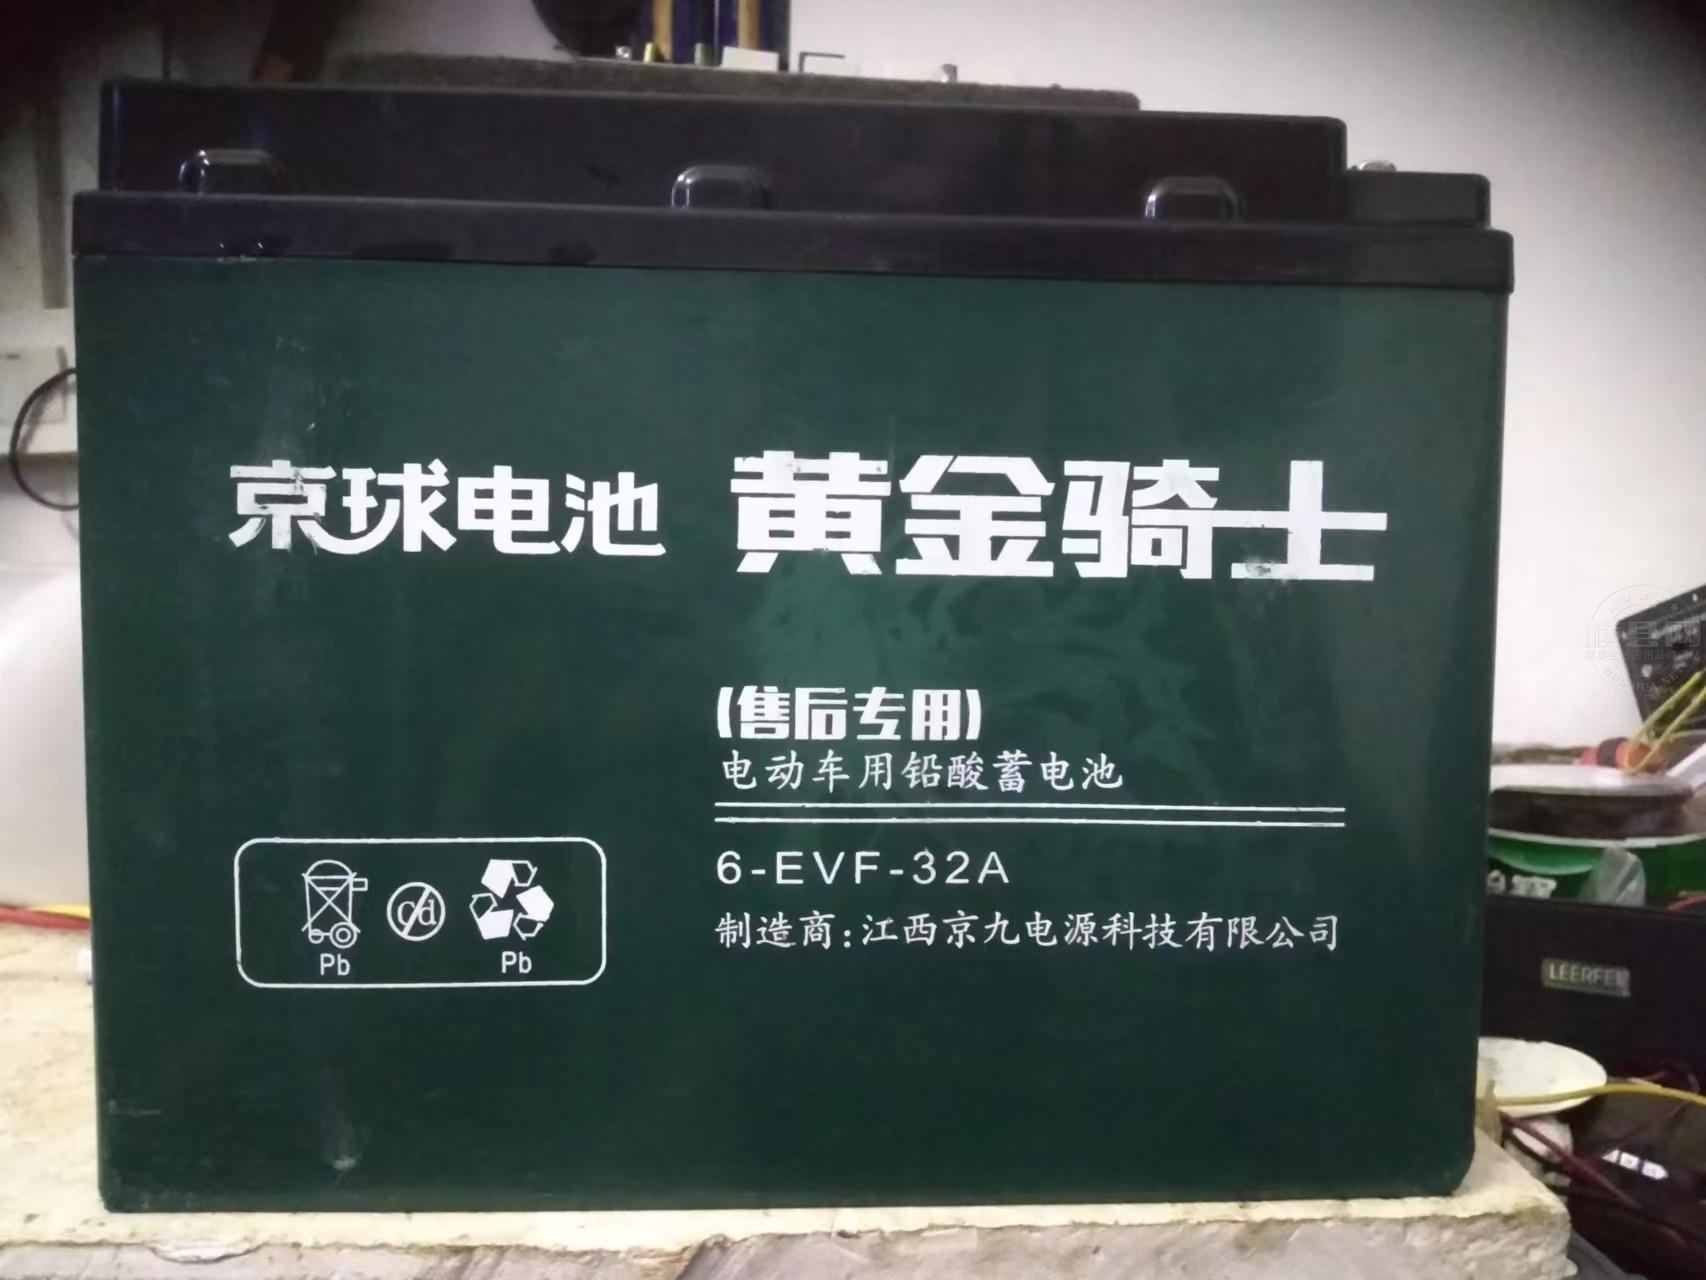 京球电池 黄金骑士
(售后专用)
电动车用铅酸蓄电池
6-EVF-32A
制造商:江西京九电源科技有限公司
Cd
Pb Pb